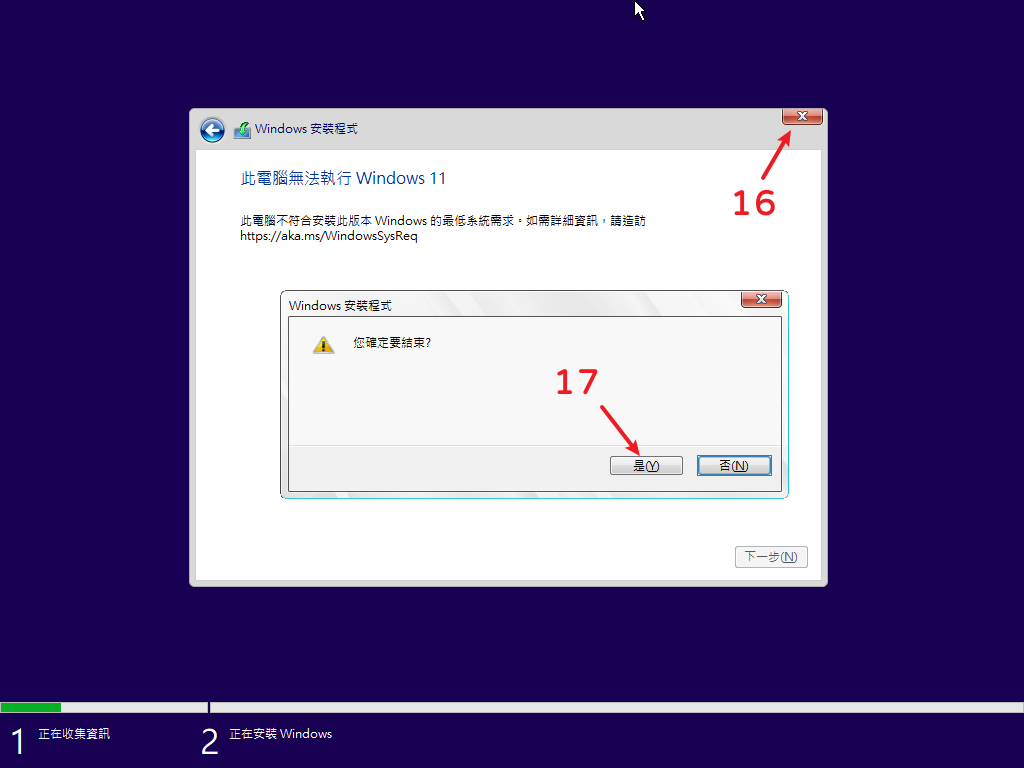 Windows 安裝程式
16
此電腦無法執行 Windows 11
此電腦不符合安裝此版本 Windows 的最低系統需求。如需詳細資訊，請造訪
https://aka.ms/WindowsSysReq
Windows 安裝程式
您確定要結束?
17
是(Y)
否(N)
下一步(N)
1 正在收集資訊
2 正在安裝 Windows